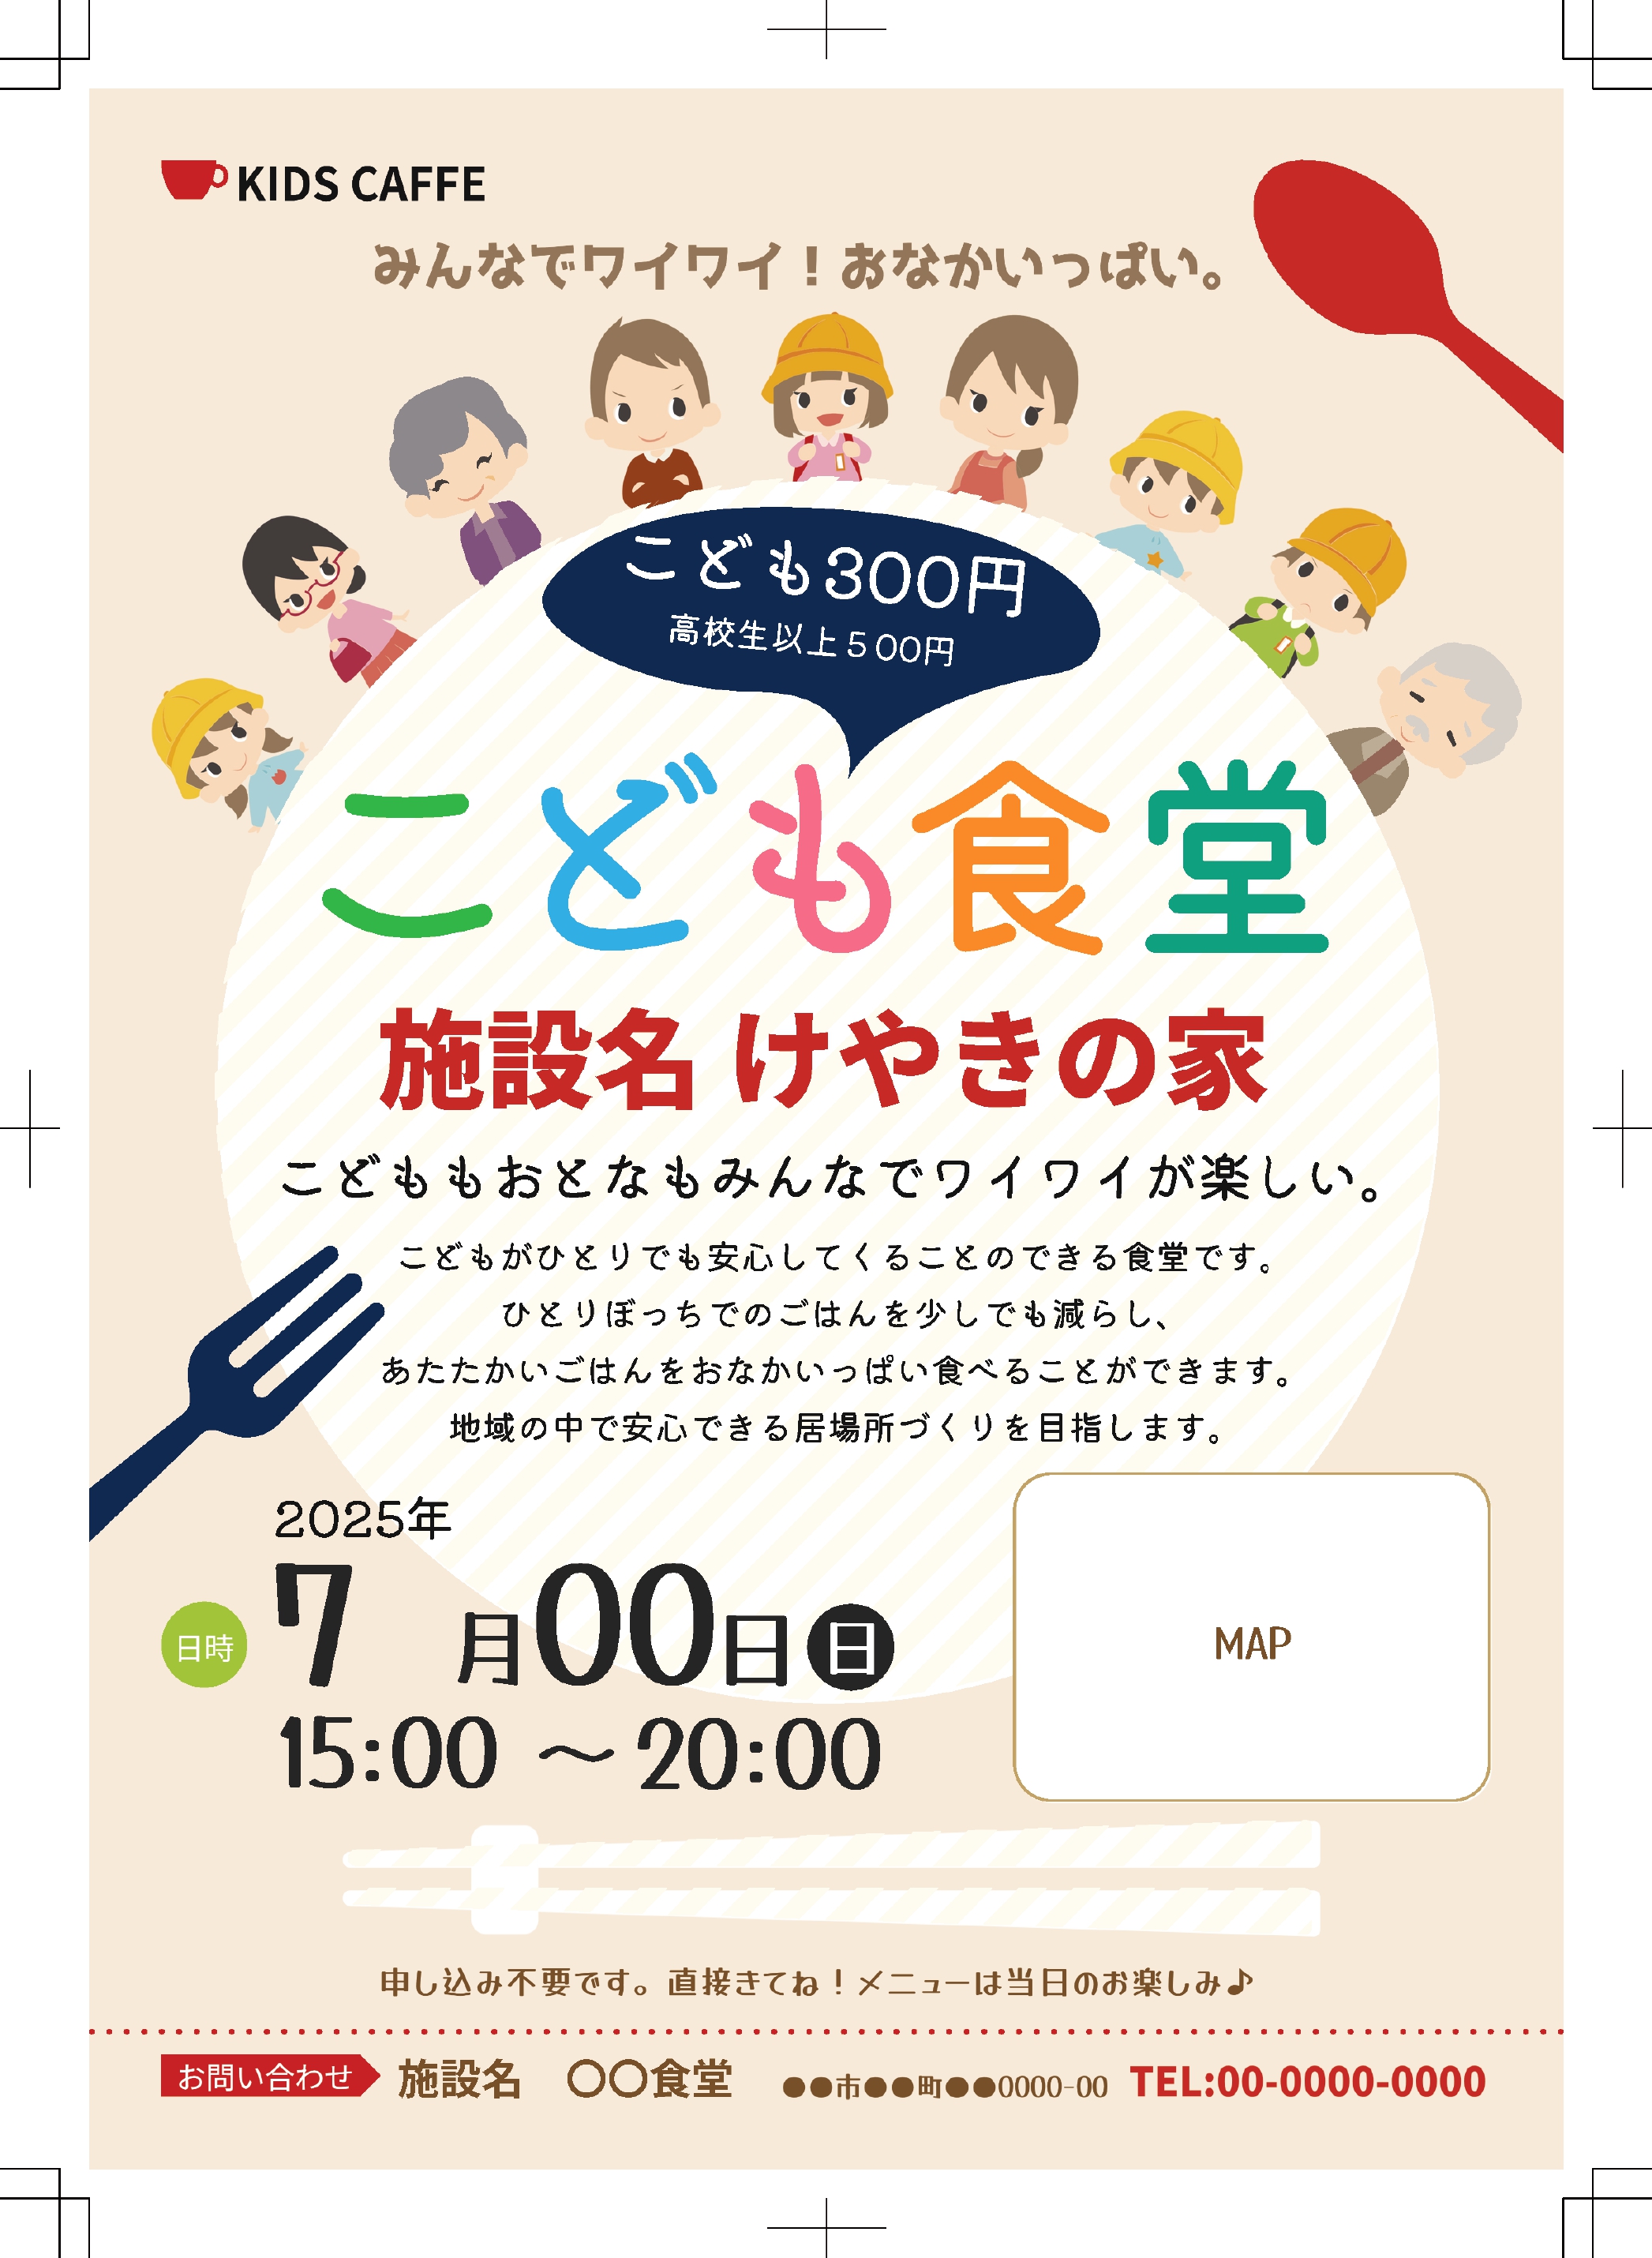 KIDS CAFFE
みんなでワイワイ！おなかいっぱい。
こども300円
高校生以上500円
こども食堂
施設名 けやきの家
こどももおとなもみんなでワイワイが楽しい。
こどもがひとりでも安心してくることのできる食堂です。
ひとりぼっちでのごはんを少しでも減らし、
あたたかいごはんをおなかいっぱい食べることができます。
地域の中で安心できる居場所づくりを目指します。
2025年
日時 7月00日 日
15:00 〜 20:00
MAP
申し込み不要です。直接きてね！メニューは当日のお楽しみ♪
お問い合わせ 施設名 〇〇食堂 ●●市●●町●●0000-00 TEL:00-0000-0000